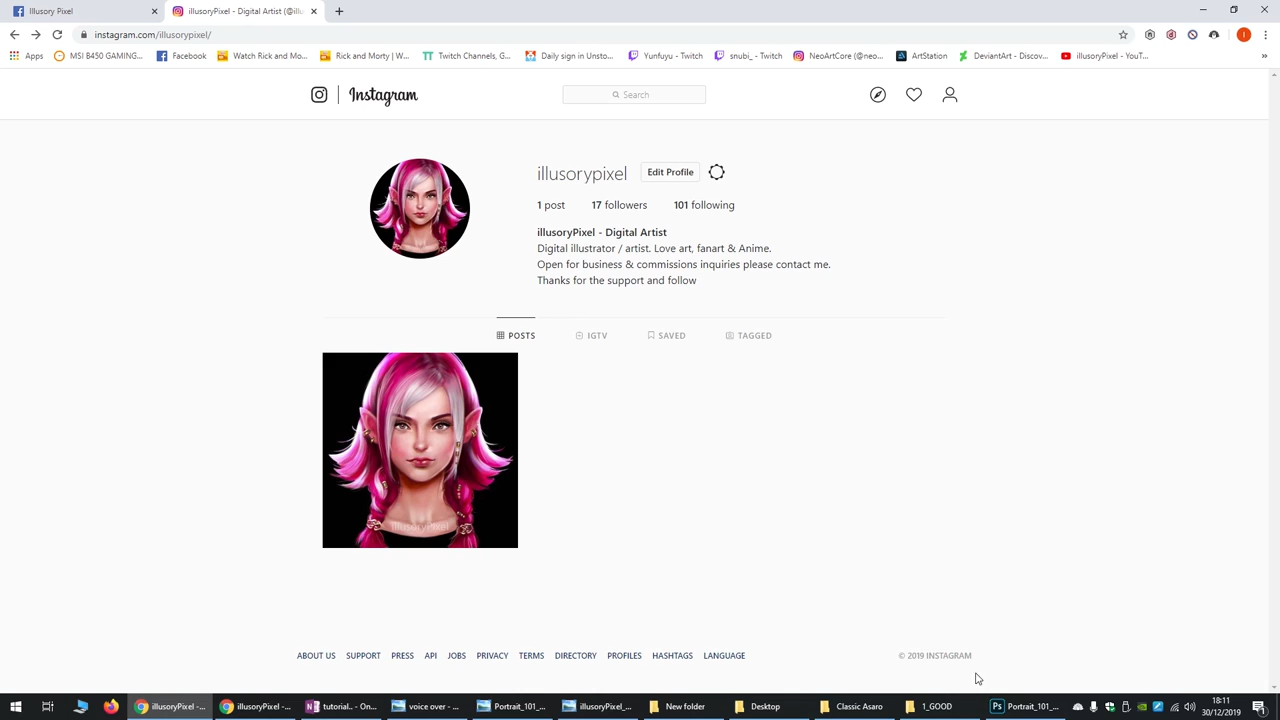 Illusory Pixel
illusoryPixel - Digital Artist (@illu
instagram.com/illusorypixel/
Apps MSI B450 GAMING... Facebook Watch Rick and Mo... Rick and Morty | W... Twitch Channels, G... Daily sign in Unsto... Yunfuyu - Twitch snubi_ - Twitch NeoArtCore (@neo... ArtStation DeviantArt - Discov... illusoryPixel - YouT... »
Instagram
Search
illusorypixel Edit Profile
1 post 17 followers 101 following
illusoryPixel - Digital Artist
Digital illustrator / artist. Love art, fanart & Anime.
Open for business & commissions inquiries please contact me.
Thanks for the support and follow
POSTS IGTV SAVED TAGGED
illusoryPixel
ABOUT US SUPPORT PRESS API JOBS PRIVACY TERMS DIRECTORY PROFILES HASHTAGS LANGUAGE © 2019 INSTAGRAM
illusoryPixel -... illusoryPixel -... tutorial.. - On... voice over -... Portrait_101_... illusoryPixel_... New folder Desktop Classic Asaro 1_GOOD Portrait_101_...
18:11
30/12/2019